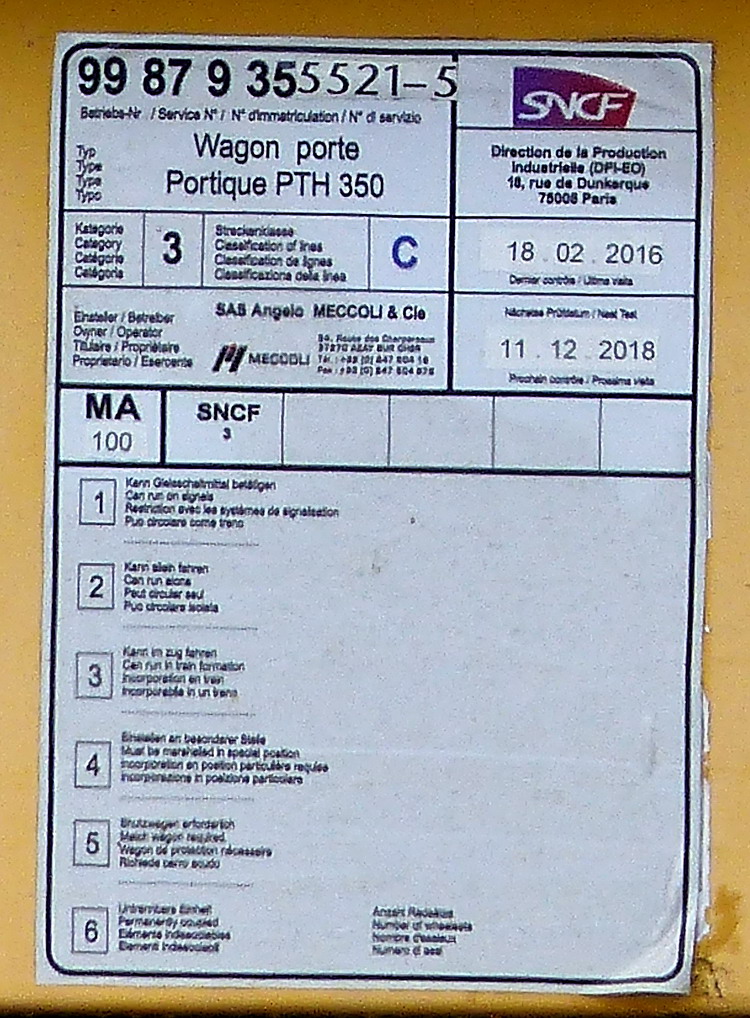 99 87 9 355521-5
Betriebs-Nr / Service N° / N° d'immatriculation / N° di servizio
SNCF
Typ
Type
Type
Typo
Wagon porte
Portique PTH 350
Direction de la Production
Industrielle (DPI-EO)
18, rue de Dunkerque
75008 Paris
Kategorie
Category
Catégorie
Catégoria
3
Streckenklasse
Classification of lines
Classification de lignes
Classificazione della linea
C
18 . 02 . 2016
Dernier contrôle / Ultima visita
Einsteller / Betreiber
Owner / Operator
Titulaire / Propriétaire
Proprietario / Esercente
SAS Angelo MECCOLI & Cie
MECCOLI
Nächstes Prüfdatum / Next Test
11 . 12 . 2018
Prochain contrôle / Prossima visita
MA
100
SNCF
3
1
Kann Gleisschaltmittel betätigen
Can run on signals
Restriction avec les systèmes de signalisation
Puo circolare come treno
2
Kann allein fahren
Can run alone
Peut circuler seul
Puo circolare isolata
3
Kann im zug fahren
Can run in train formation
Incorporation en train
Incorporabile in un treno
4
Einstellen an besonderer Stelle
Must be marshalled in special position
Incorporation en position particulière requise
Incorporazione in posizione particolare
5
Match wagon required
Wagon de protection nécessaire
Richiede carro scudo
6
Untrennbare Einheit
Permanently coupled
Eléments indissociables
Elementi indissociabili
Anzahl Radsätze
Number of wheelsets
Nombre d'essieux
Numero di assi